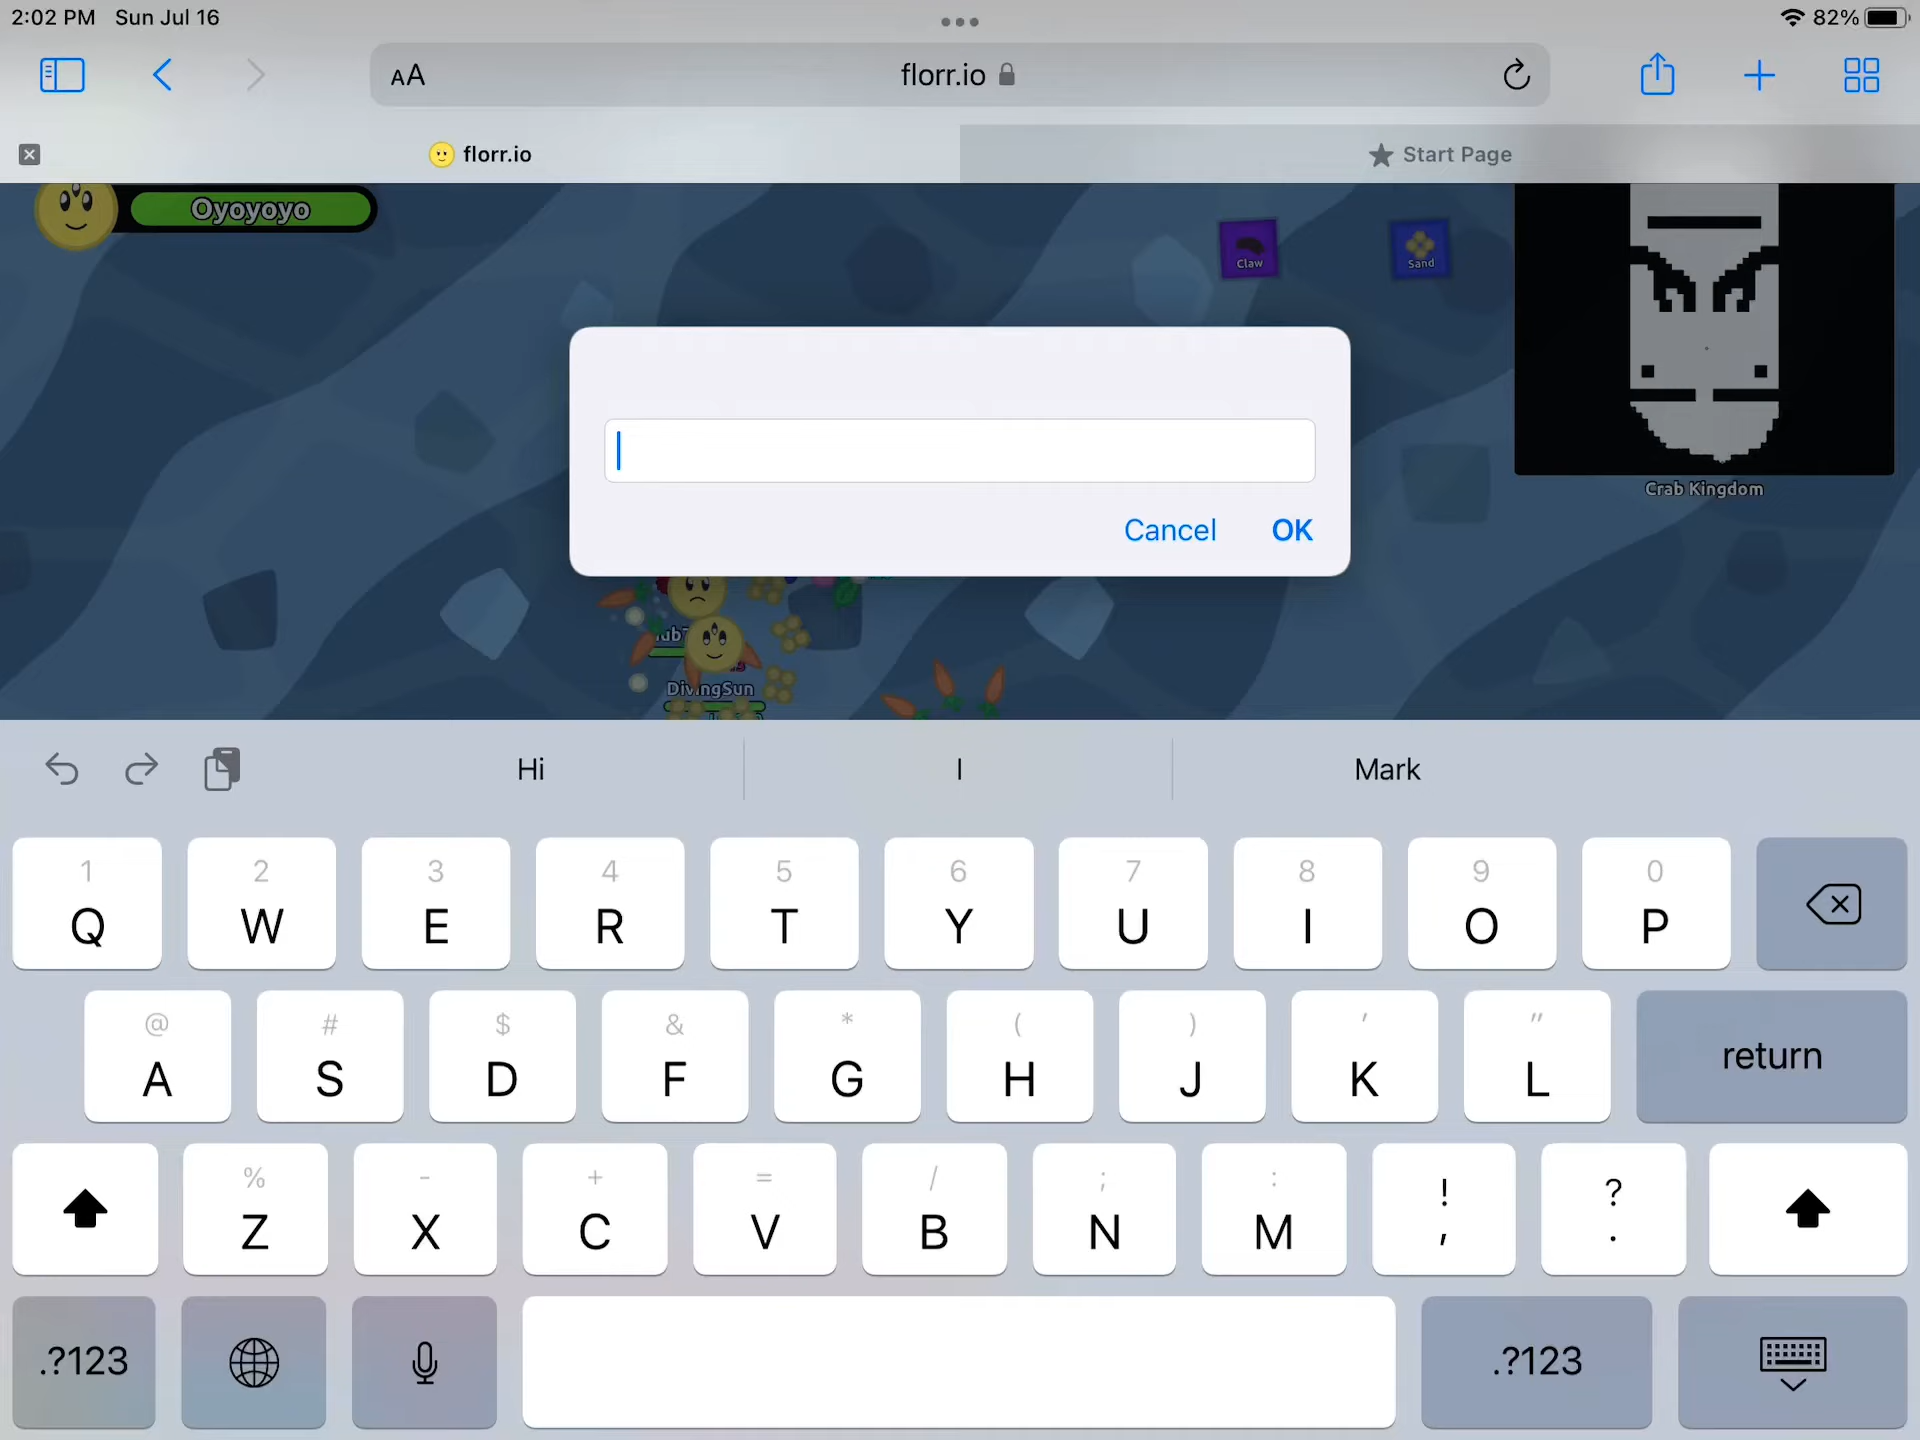 2:02 PM Sun Jul 16
82%
AA
florr.io
florr.io
Start Page
Oyoyoyo
Claw
Sand
Crab Kingdom
DivingSun
Cancel OK
Hi I Mark
1 2 3 4 5 6 7 8 9 0
Q W E R T Y U I O P
@ # $ & * ( ) ' "
A S D F G H J K L return
% - + = / ; : ! ?
Z X C V B N M , .
.?123 .?123